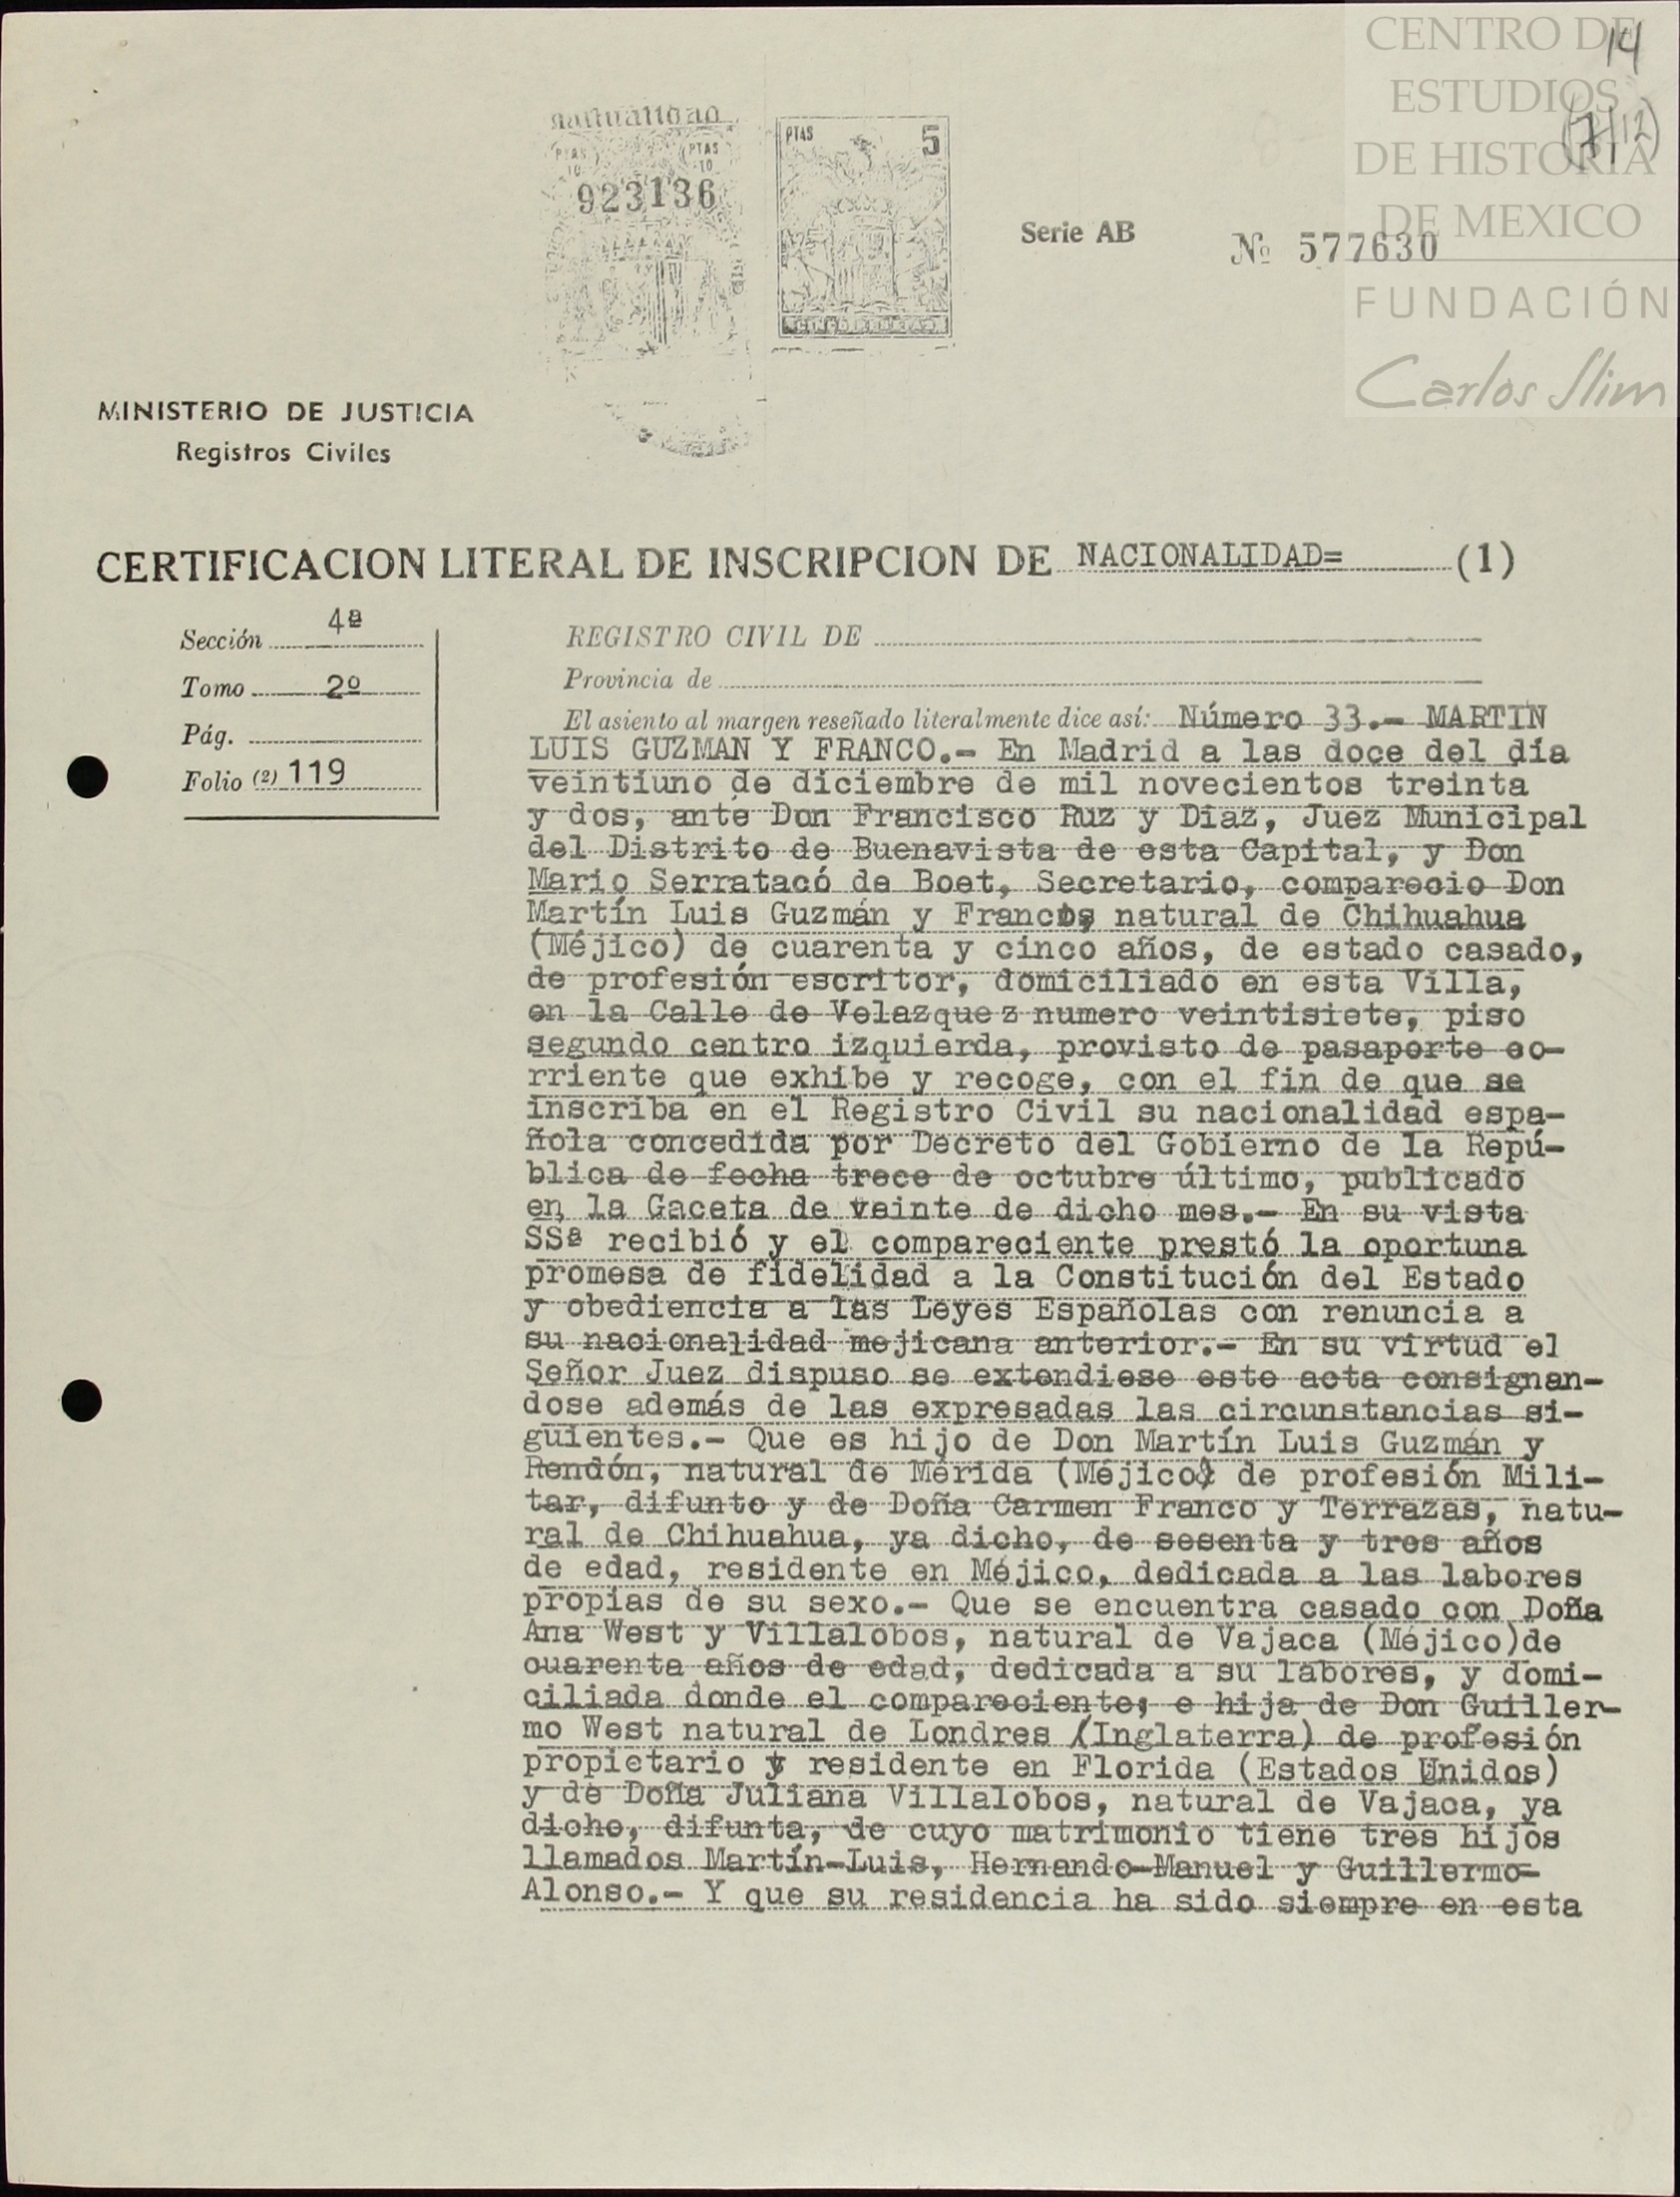 CENTRO DE
ESTUDIOS
DE HISTORIA
DE MEXICO
FUNDACIÓN
Carlos Slim
14
(7/12)
PTAS 10 PTAS 10
923136
PTAS 5
CINCO PESETAS
Serie AB
№ 577630
MINISTERIO DE JUSTICIA
Registros Civiles
CERTIFICACION LITERAL DE INSCRIPCION DE NACIONALIDAD= (1)
Sección 4ª
Tomo 2º
Pág.
Folio (2) 119
REGISTRO CIVIL DE
Provincia de
El asiento al margen reseñado literalmente dice así: Número 33.- MARTIN
LUIS GUZMAN Y FRANCO.- En Madrid a las doce del día
veintiuno de diciembre de mil novecientos treinta
y dos, ante Don Francisco Ruz y Diaz, Juez Municipal
del Distrito de Buenavista de esta Capital, y Don
Mario Serratacó de Boet, Secretario, comparecio Don
Martín Luis Guzmán y Franco, natural de Chihuahua
(Méjico) de cuarenta y cinco años, de estado casado,
de profesión escritor, domiciliado en esta Villa,
en la Calle de Velazquez numero veintisiete, piso
segundo centro izquierda, provisto de pasaporte co-
rriente que exhibe y recoge, con el fin de que se
inscriba en el Registro Civil su nacionalidad espa-
ñola concedida por Decreto del Gobierno de la Repú-
blica de fecha trece de octubre último, publicado
en la Gaceta de veinte de dicho mes.- En su vista
SSª recibió y el compareciente prestó la oportuna
promesa de fidelidad a la Constitución del Estado
y obediencia a las Leyes Españolas con renuncia a
su nacionalidad mejicana anterior.- En su virtud el
Señor Juez dispuso se extendiese este acta consignan-
dose además de las expresadas las circunstancias si-
guientes.- Que es hijo de Don Martín Luis Guzmán y
Rendón, natural de Mérida (Méjico) de profesión Mili-
tar, difunto y de Doña Carmen Franco y Terrazas, natu-
ral de Chihuahua, ya dicho, de sesenta y tres años
de edad, residente en Méjico, dedicada a las labores
propias de su sexo.- Que se encuentra casado con Doña
Ana West y Villalobos, natural de Vajaca (Méjico)de
cuarenta años de edad, dedicada a su labores, y domi-
ciliada donde el compareciente, e hija de Don Guiller-
mo West natural de Londres (Inglaterra) de profesión
propietario y residente en Florida (Estados Unidos)
y de Doña Juliana Villalobos, natural de Vajaca, ya
dicho, difunta, de cuyo matrimonio tiene tres hijos
llamados Martín-Luis, Hernando-Manuel y Guillermo-
Alonso.- Y que su residencia ha sido siempre en esta